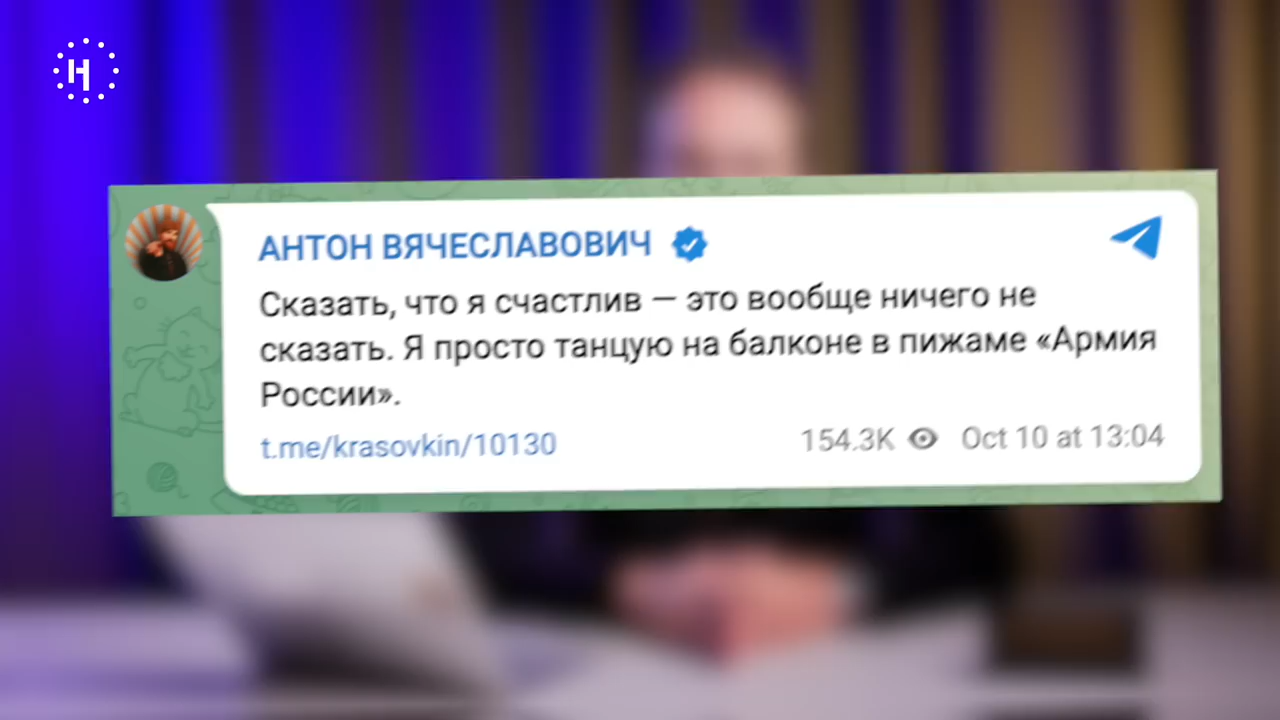 H
АНТОН ВЯЧЕСЛАВОВИЧ
Сказать, что я счастлив — это вообще ничего не
сказать. Я просто танцую на балконе в пижаме «Армия
России».
t.me/krasovkin/10130
154.3K Oct 10 at 13:04